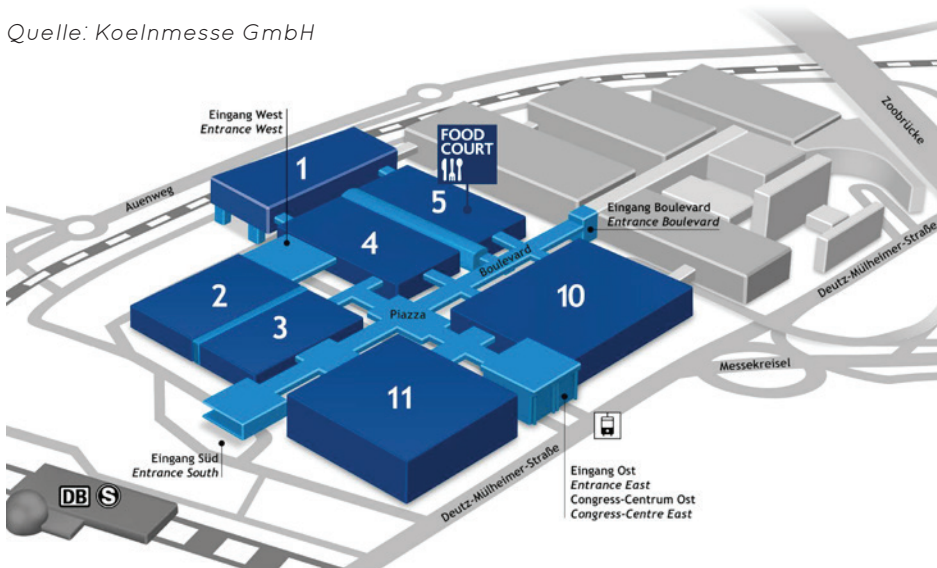 Quelle: Koelnmesse GmbH
Zoobrücke
Eingang West
Entrance West
FOOD
COURT
1
5
Auenweg
Eingang Boulevard
Entrance Boulevard
4
Boulevard
Deutz-Mülheimer-Straße
2
10
Piazza
3
Messekreisel
11
Eingang Süd
Entrance South
Eingang Ost
Entrance East
Congress-Centrum Ost
Congress-Centre East
Deutz-Mülheimer-Straße
DB S